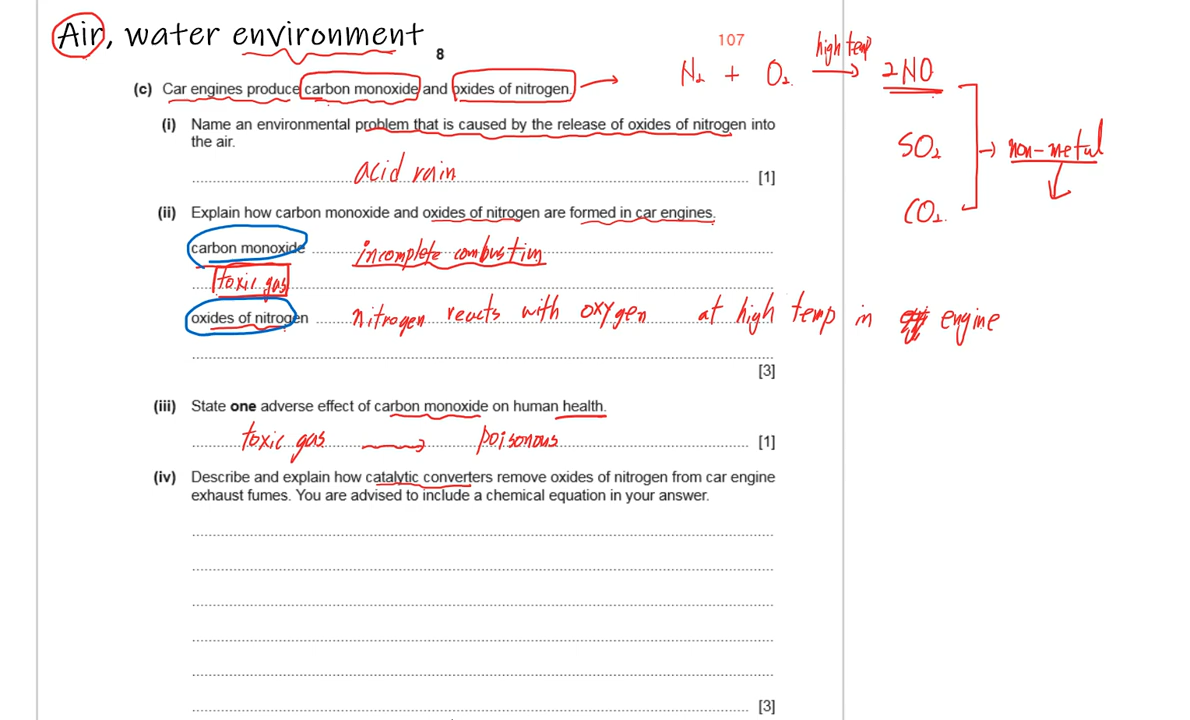 Air, water environment
8
107
N₂ + O₂ high temp → 2NO
(c) Car engines produce carbon monoxide and oxides of nitrogen. →
(i) Name an environmental problem that is caused by the release of oxides of nitrogen into
the air.
SO₂ → non-metal
acid rain [1]
CO₂
(ii) Explain how carbon monoxide and oxides of nitrogen are formed in car engines.
carbon monoxide incomplete combustion
toxic gas
oxides of nitrogen nitrogen reacts with oxygen at high temp in engine
[3]
(iii) State one adverse effect of carbon monoxide on human health.
toxic gas → poisonous [1]
(iv) Describe and explain how catalytic converters remove oxides of nitrogen from car engine
exhaust fumes. You are advised to include a chemical equation in your answer.
[3]